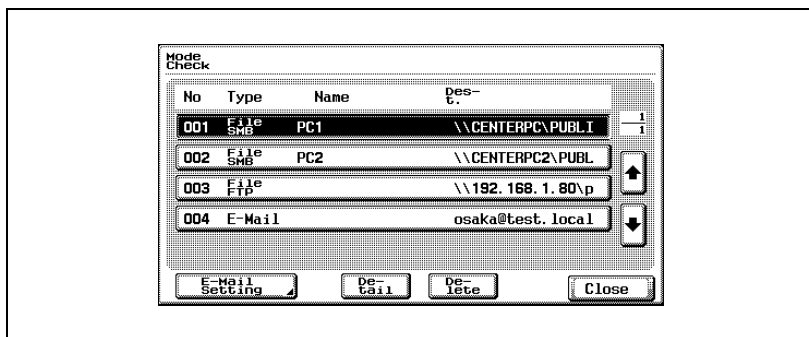 Mode
Check
No Type Name Des-
t.
1
1
001 File
SMB PC1 \\CENTERPC\PUBLI
002 File
SMB PC2 \\CENTERPC2\PUBL
003 File
FTP \\192.168.1.80\p
004 E-Mail osaka@test.local
E-Mail
Setting
De-
tail
De-
lete
Close